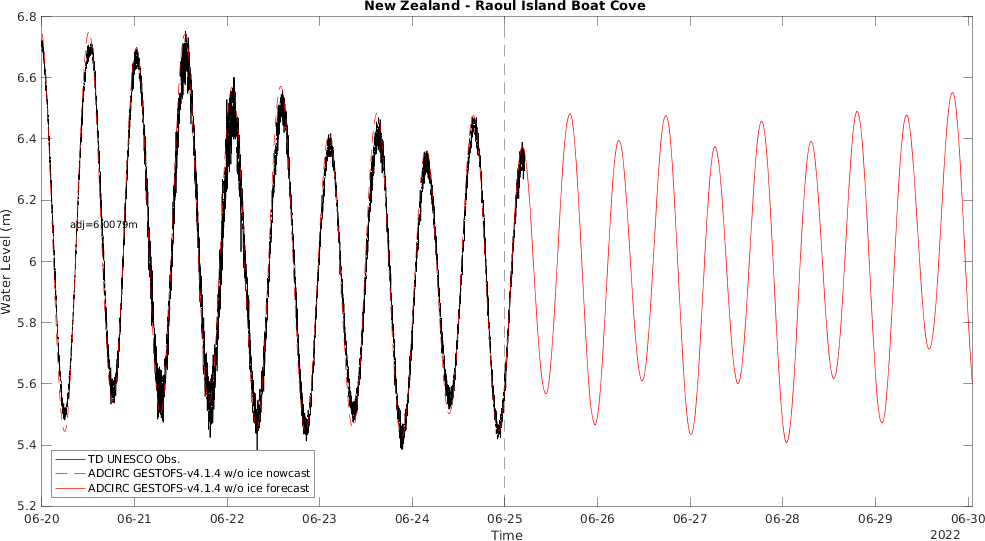 New Zealand - Raoul Island Boat Cove
6.8
6.6
6.4
6.2
6
5.8
5.6
5.4
5.2
Water Level (m)
adj=6.0079m
TD UNESCO Obs.
ADCIRC GESTOFS-v4.1.4 w/o ice nowcast
ADCIRC GESTOFS-v4.1.4 w/o ice forecast
06-20 06-21 06-22 06-23 06-24 06-25 06-26 06-27 06-28 06-29 06-30
Time
2022